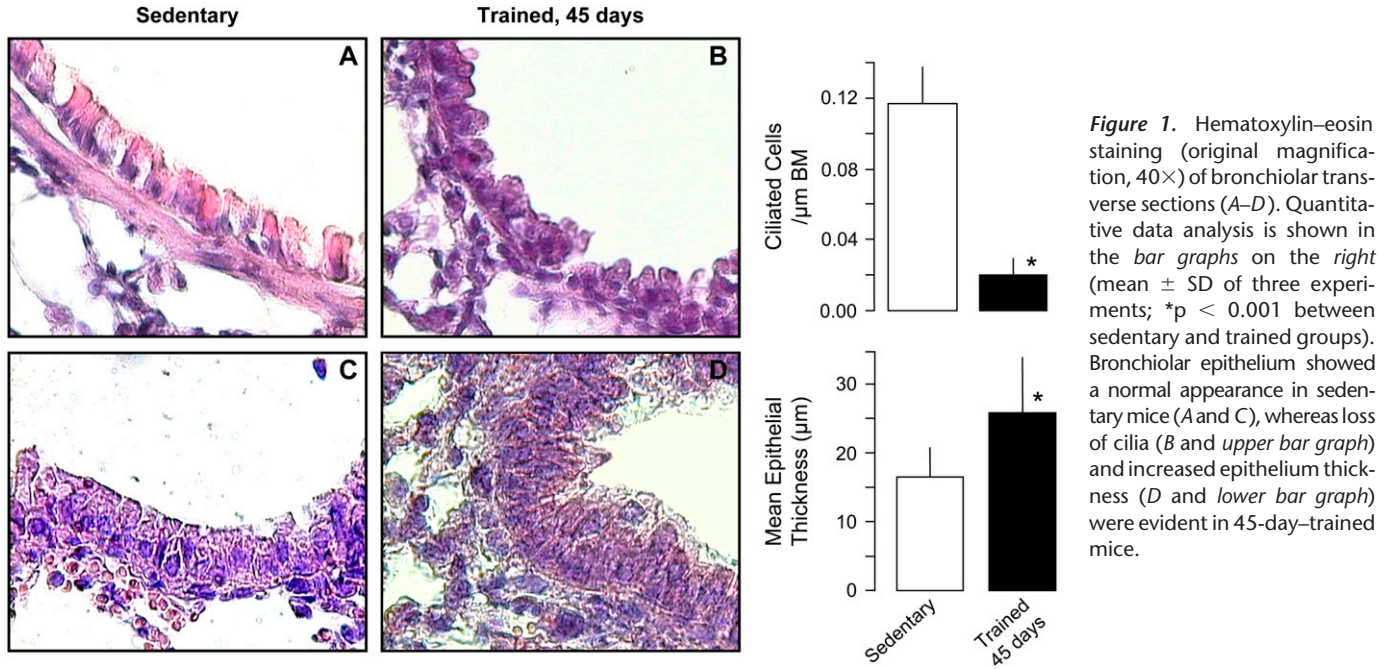 Sedentary
Trained, 45 days
A
B
C
D
Ciliated Cells
/µm BM
0.12
0.08
0.04
0.00
*
Mean Epithelial
Thickness (µm)
30
20
10
0
*
Sedentary
Trained
45 days
Figure 1. Hematoxylin–eosin
staining (original magnifica-
tion, 40×) of bronchiolar trans-
verse sections (A–D). Quantita-
tive data analysis is shown in
the bar graphs on the right
(mean ± SD of three experi-
ments; *p < 0.001 between
sedentary and trained groups).
Bronchiolar epithelium showed
a normal appearance in seden-
tary mice (A and C), whereas loss
of cilia (B and upper bar graph)
and increased epithelium thick-
ness (D and lower bar graph)
were evident in 45-day–trained
mice.